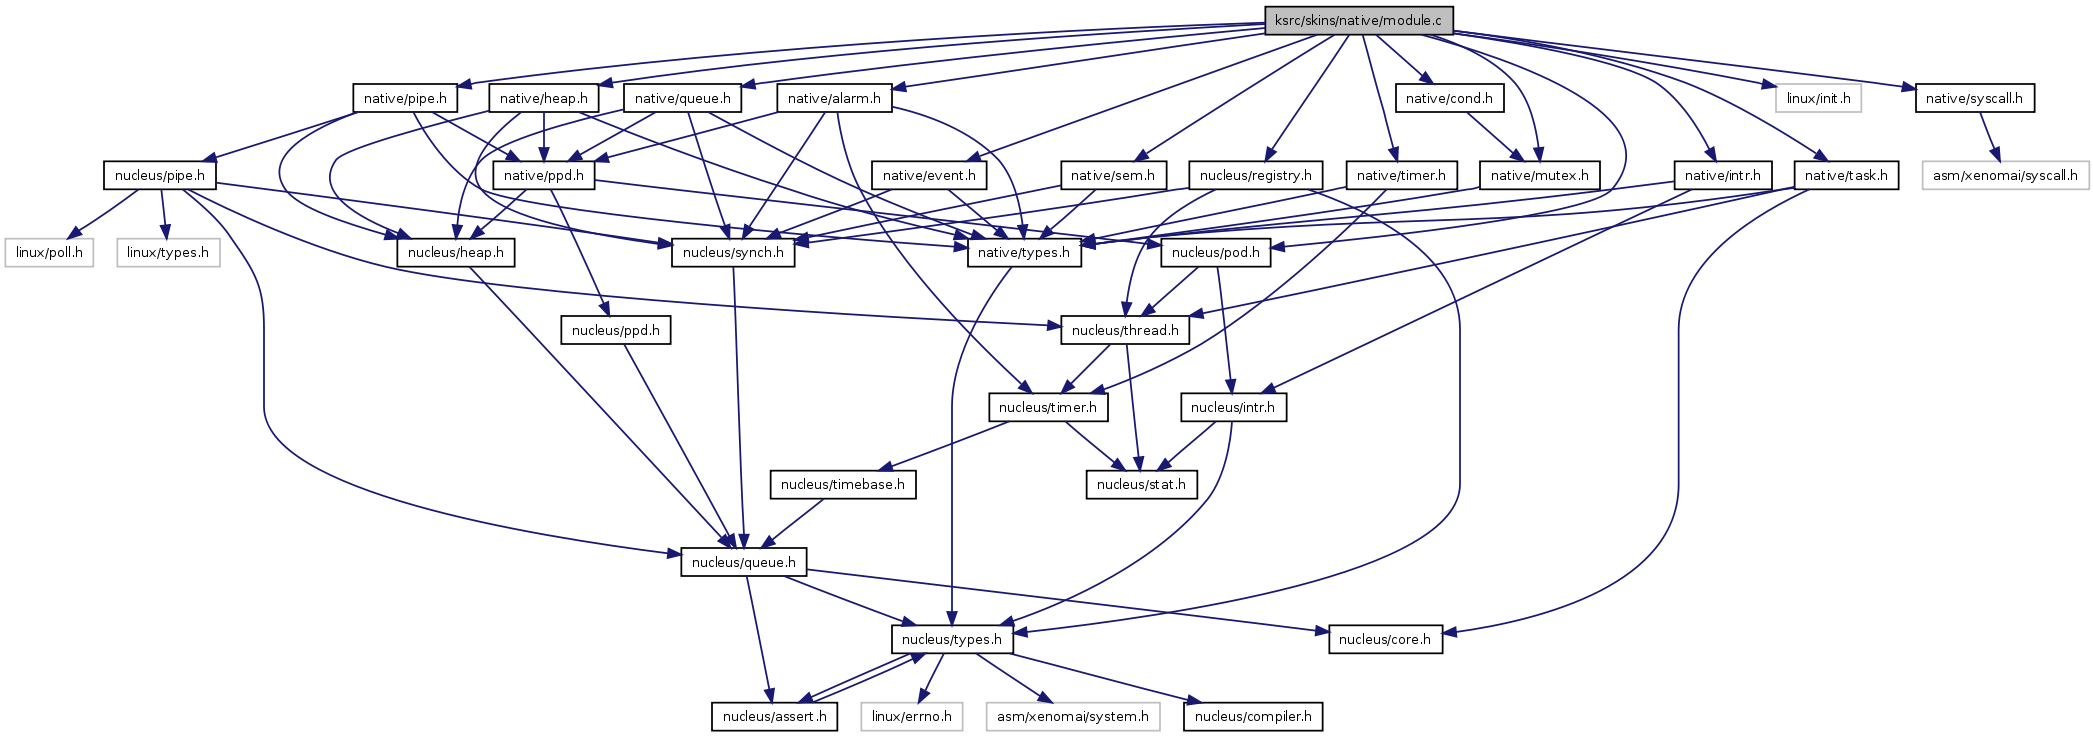 ksrc/skins/native/module.c
native/pipe.h
native/heap.h
native/queue.h
native/alarm.h
native/cond.h
linux/init.h
native/syscall.h
nucleus/pipe.h
native/ppd.h
native/event.h
native/sem.h
nucleus/registry.h
native/timer.h
native/mutex.h
native/intr.h
native/task.h
asm/xenomai/syscall.h
linux/poll.h
linux/types.h
nucleus/heap.h
nucleus/synch.h
native/types.h
nucleus/pod.h
nucleus/ppd.h
nucleus/thread.h
nucleus/timer.h
nucleus/intr.h
nucleus/timebase.h
nucleus/stat.h
nucleus/queue.h
nucleus/types.h
nucleus/core.h
nucleus/assert.h
linux/errno.h
asm/xenomai/system.h
nucleus/compiler.h